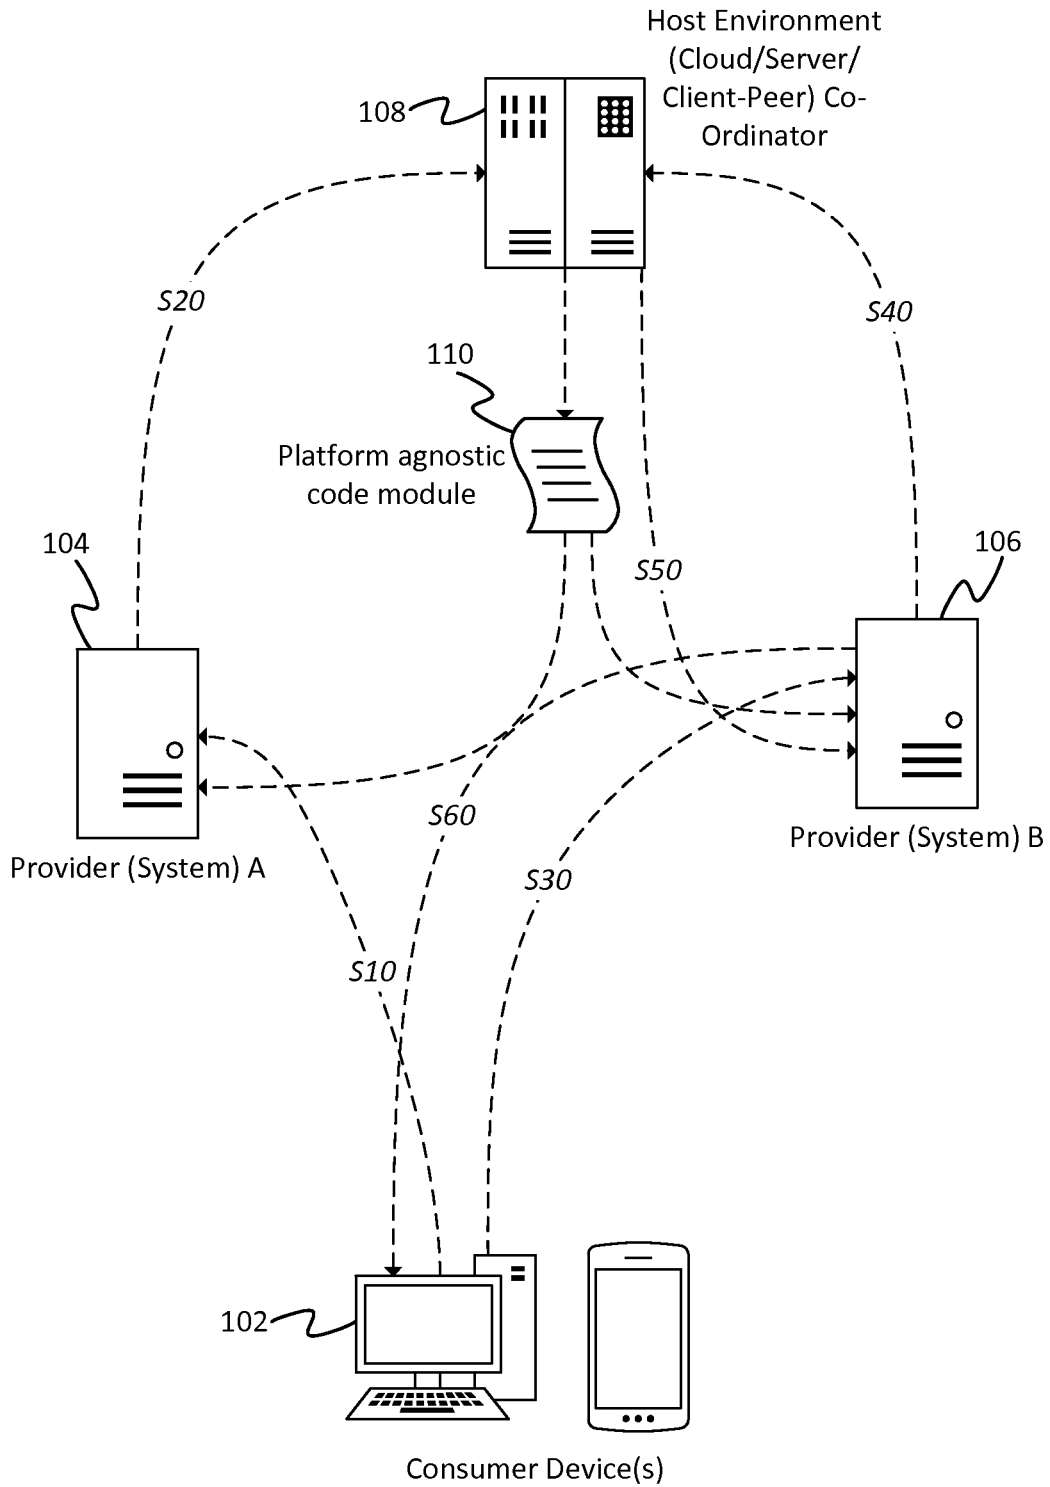 Host Environment
(Cloud/Server/
Client-Peer) Co-
Ordinator
108
S20
S40
110
Platform agnostic
code module
104
S50
106
S60
Provider (System) B
Provider (System) A
S30
S10
102
Consumer Device(s)